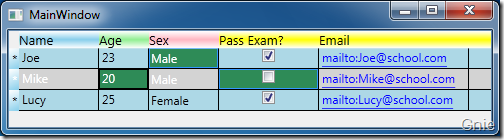 MainWindow
Name Age Sex Pass Exam? Email
* Joe 23 Male mailto:Joe@school.com
Mike 20 Male mailto:Mike@school.com
* Lucy 25 Female mailto:Lucy@school.com